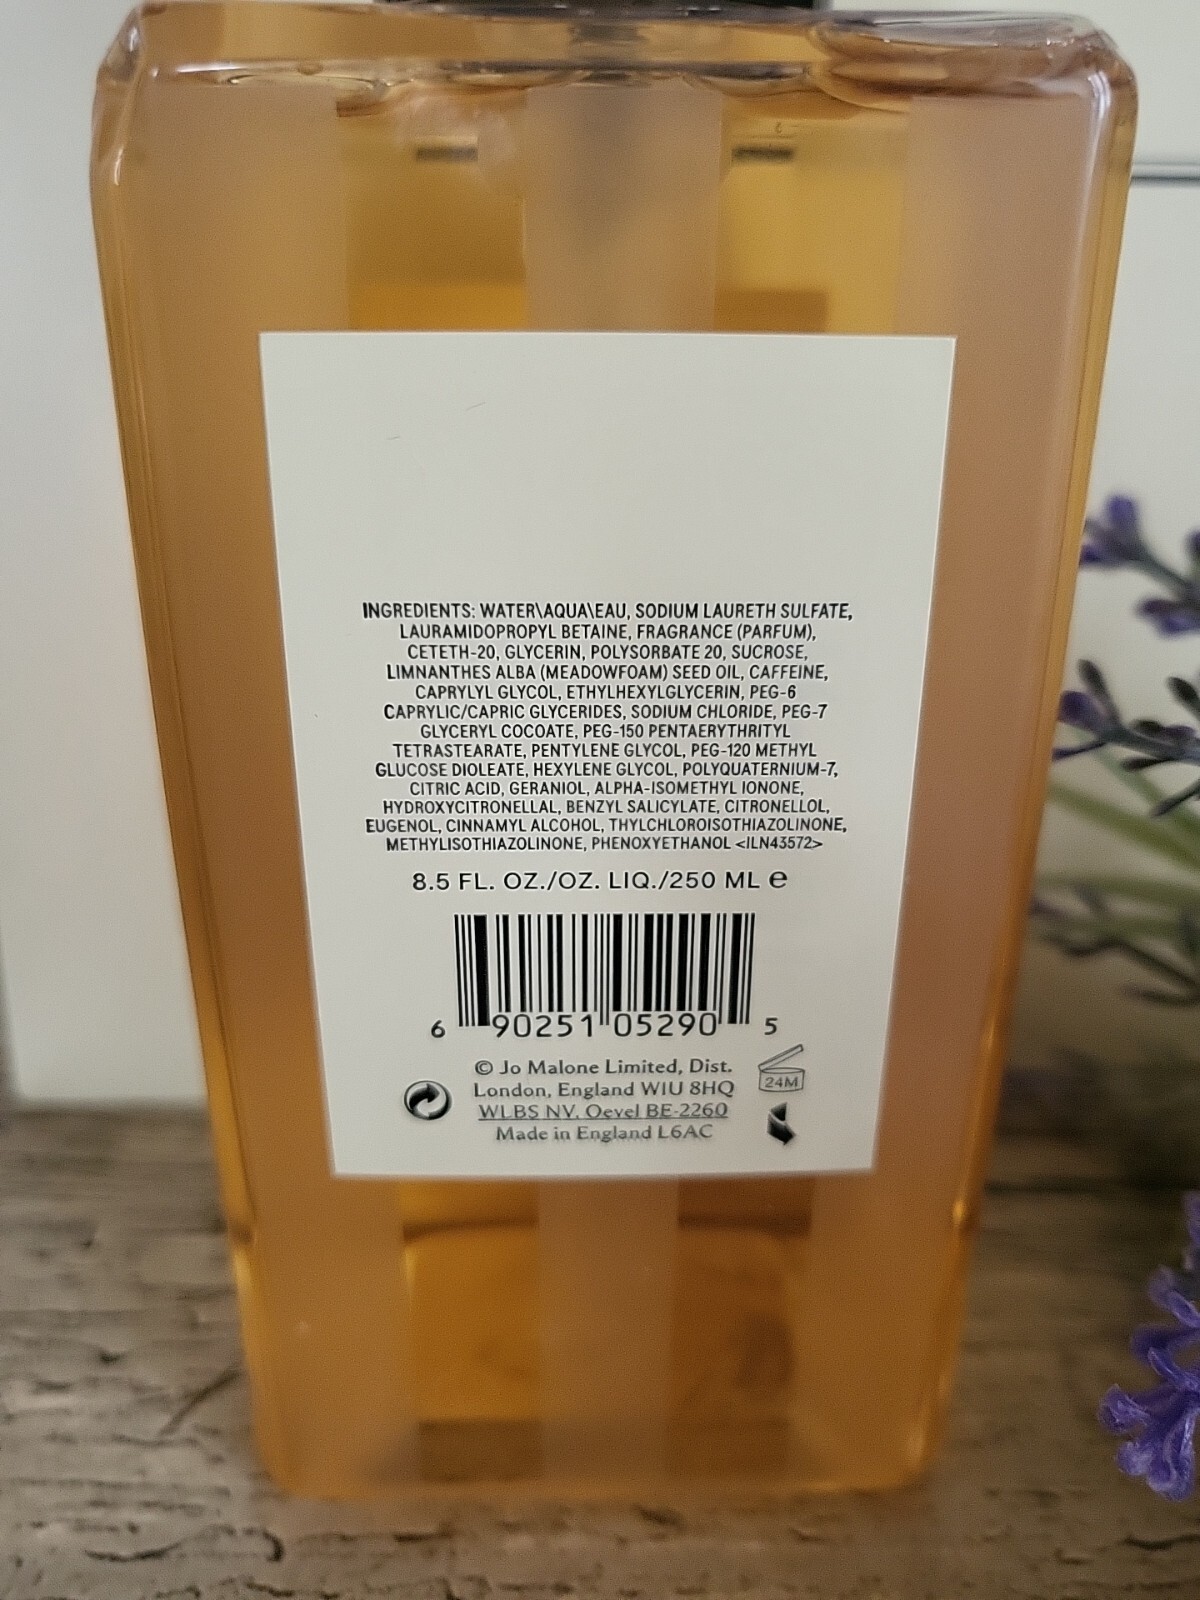 INGREDIENTS: WATER\AQUA\EAU, SODIUM LAURETH SULFATE,
LAURAMIDOPROPYL BETAINE, FRAGRANCE (PARFUM),
CETETH-20, GLYCERIN, POLYSORBATE 20, SUCROSE,
LIMNANTHES ALBA (MEADOWFOAM) SEED OIL, CAFFEINE,
CAPRYLYL GLYCOL, ETHYLHEXYLGLYCERIN, PEG-6
CAPRYLIC/CAPRIC GLYCERIDES, SODIUM CHLORIDE, PEG-7
GLYCERYL COCOATE, PEG-150 PENTAERYTHRITYL
TETRASTEARATE, PENTYLENE GLYCOL, PEG-120 METHYL
GLUCOSE DIOLEATE, HEXYLENE GLYCOL, POLYQUATERNIUM-7,
CITRIC ACID, GERANIOL, ALPHA-ISOMETHYL IONONE,
HYDROXYCITRONELLAL, BENZYL SALICYLATE, CITRONELLOL,
EUGENOL, CINNAMYL ALCOHOL, THYLCHLOROISOTHIAZOLINONE,
METHYLISOTHIAZOLINONE, PHENOXYETHANOL <ILN43572>
8.5 FL. OZ./OZ. LIQ./250 ML ℮
6 90251 05290 5
© Jo Malone Limited, Dist.
London, England W1U 8HQ
WLBS NV, Oevel BE-2260
Made in England L6AC
24M